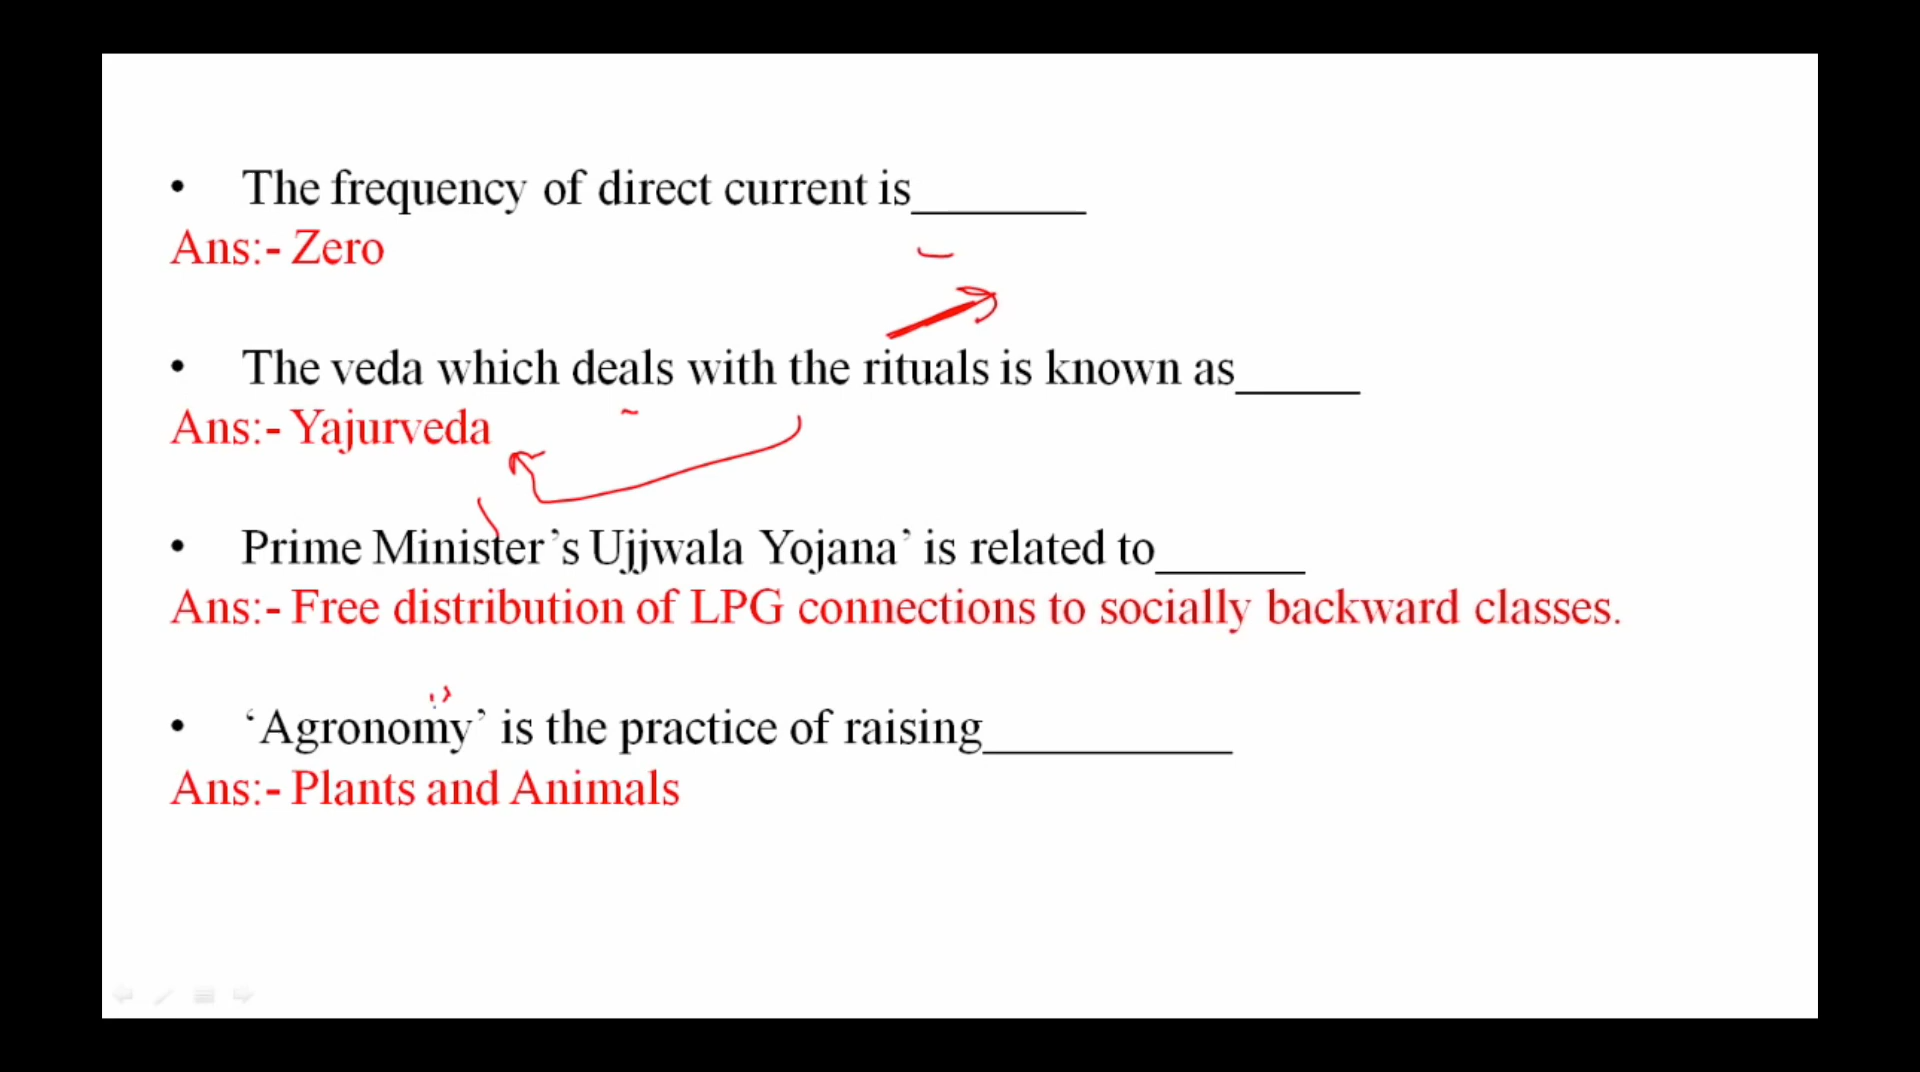 • The frequency of direct current is_______
Ans:- Zero
• The veda which deals with the rituals is known as_____
Ans:- Yajurveda
• Prime Minister’s Ujjwala Yojana’ is related to______
Ans:- Free distribution of LPG connections to socially backward classes.
• ‘Agronomy’ is the practice of raising__________
Ans:- Plants and Animals